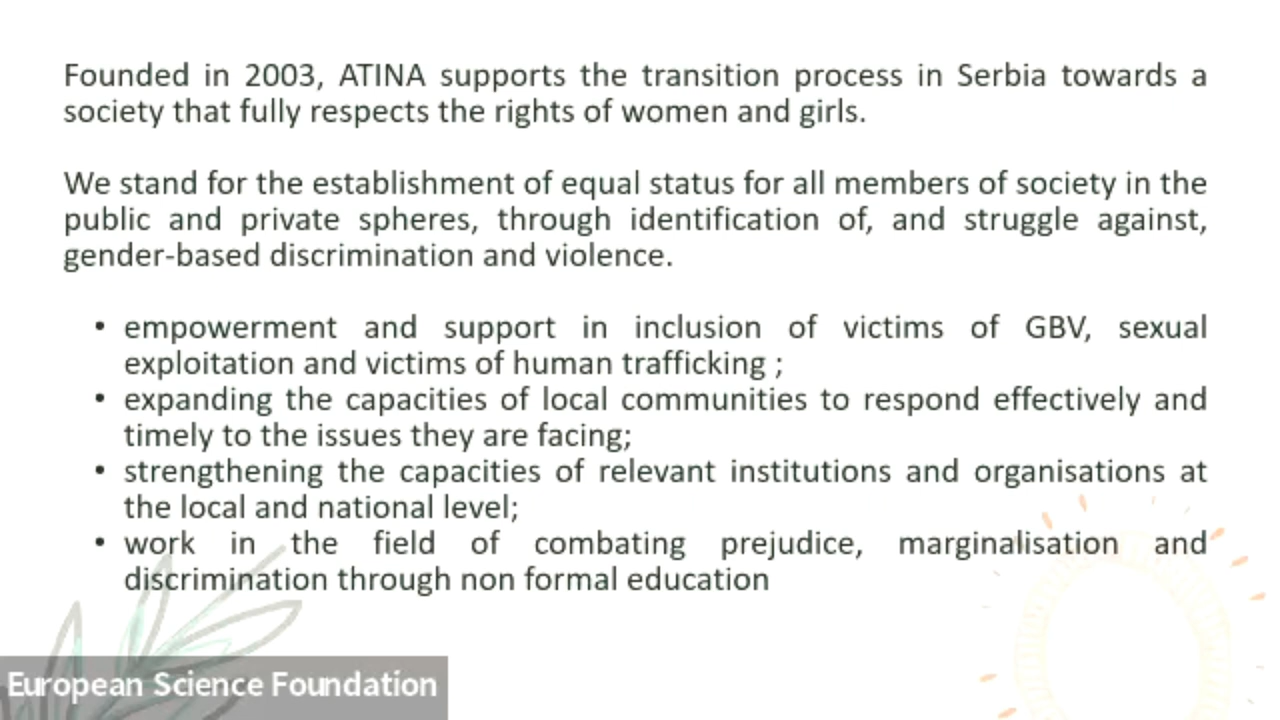 Founded in 2003, ATINA supports the transition process in Serbia towards a
society that fully respects the rights of women and girls.
We stand for the establishment of equal status for all members of society in the
public and private spheres, through identification of, and struggle against,
gender-based discrimination and violence.
• empowerment and support in inclusion of victims of GBV, sexual
exploitation and victims of human trafficking ;
• expanding the capacities of local communities to respond effectively and
timely to the issues they are facing;
• strengthening the capacities of relevant institutions and organisations at
the local and national level;
• work in the field of combating prejudice, marginalisation and
discrimination through non formal education
European Science Foundation